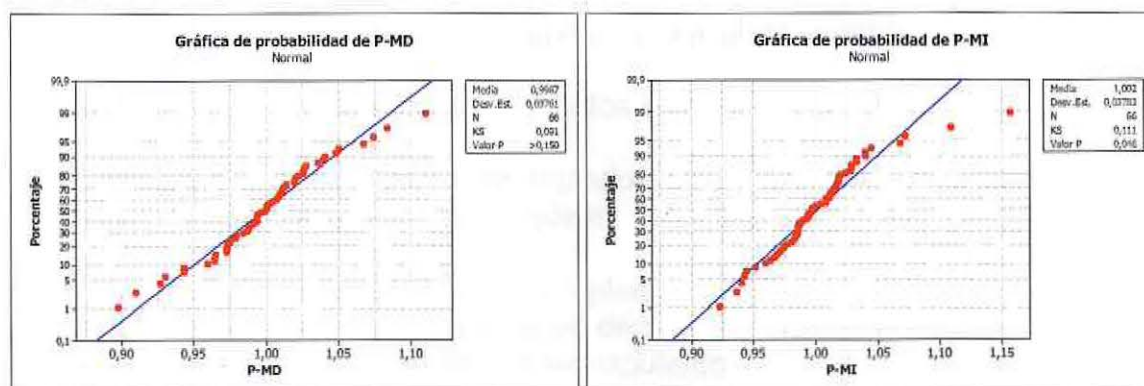 Gráfica de probabilidad de P-MD
Normal
99,9
99
95
90
80
70
60
50
40
30
20
10
5
1
0,1
Porcentaje
0,90
0,95
1,00
1,05
1,10
P-MD
Media 0,9987
Desv.Est. 0,03761
N 66
KS 0,091
Valor P >0,150
Gráfica de probabilidad de P-MI
Normal
99,9
99
95
90
80
70
60
50
40
30
20
10
5
1
0,1
Porcentaje
0,90
0,95
1,00
1,05
1,10
1,15
P-MI
Media 1,002
Desv.Est. 0,03782
N 66
KS 0,111
Valor P 0,046